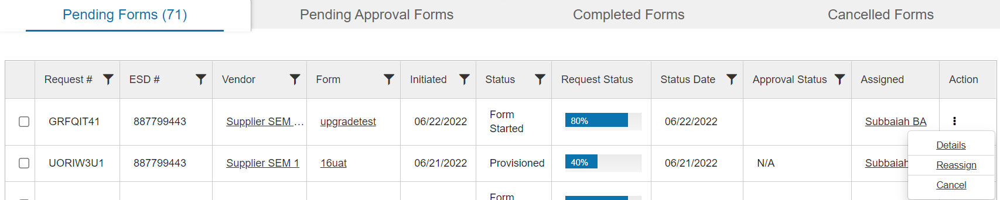 Pending Forms (71) Pending Approval Forms Completed Forms Cancelled Forms
Request # ESD # Vendor Form Initiated Status Request Status Status Date Approval Status Assigned Action
GRFQIT41 887799443 Supplier SEM ... upgradetest 06/22/2022 Form Started 80% 06/22/2022 Subbaiah BA
UORIW3U1 887799443 Supplier SEM 1 16uat 06/21/2022 Provisioned 40% 06/21/2022 N/A Subbaiah
Details
Reassign
Cancel
Form